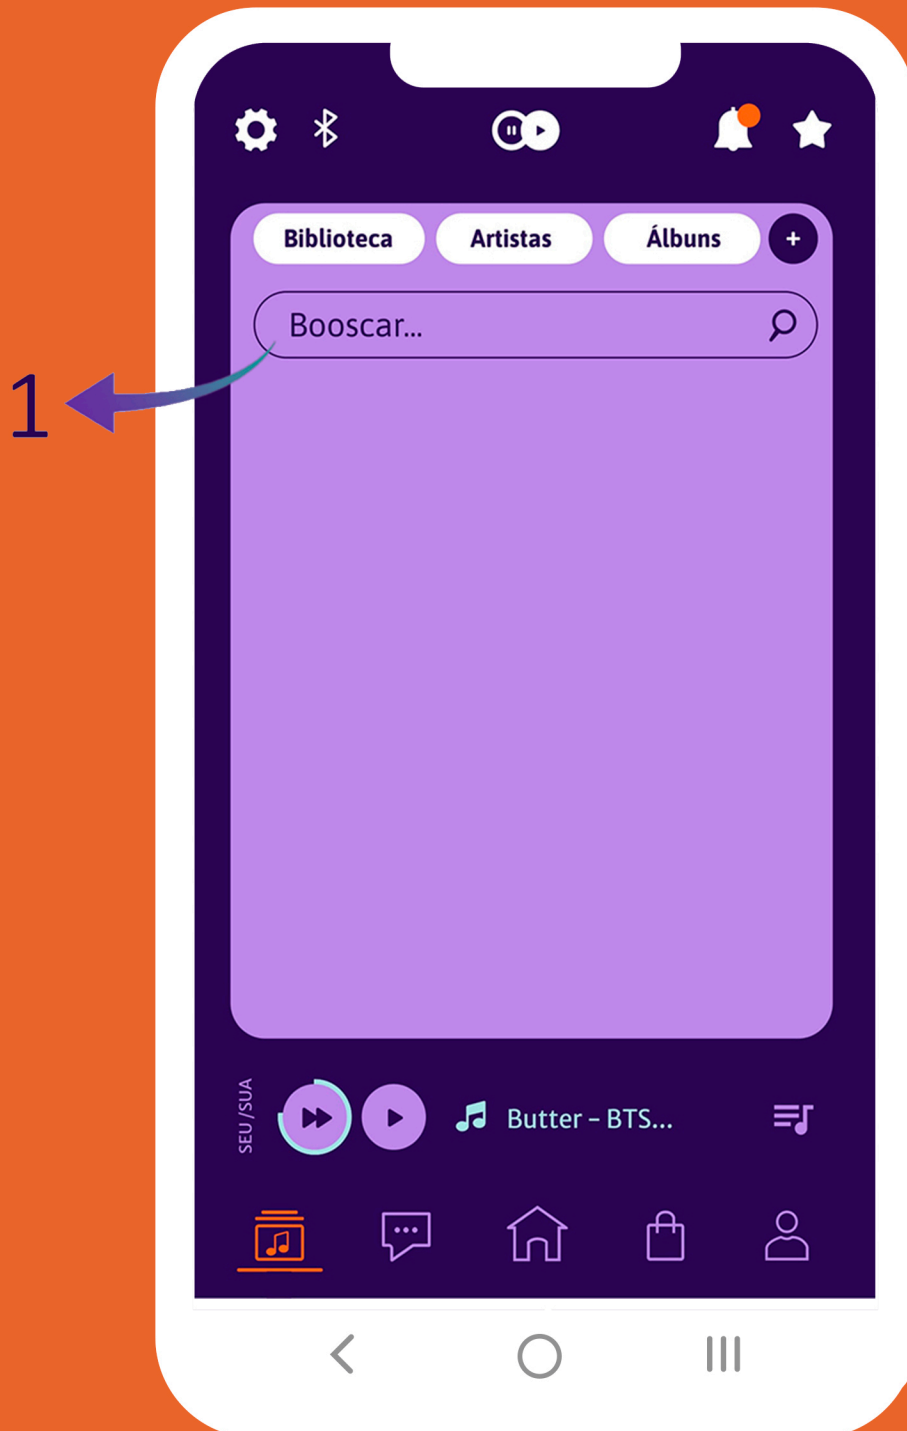 Biblioteca Artistas Álbuns +
Booscar...
1
SEU /SUA
Butter – BTS...